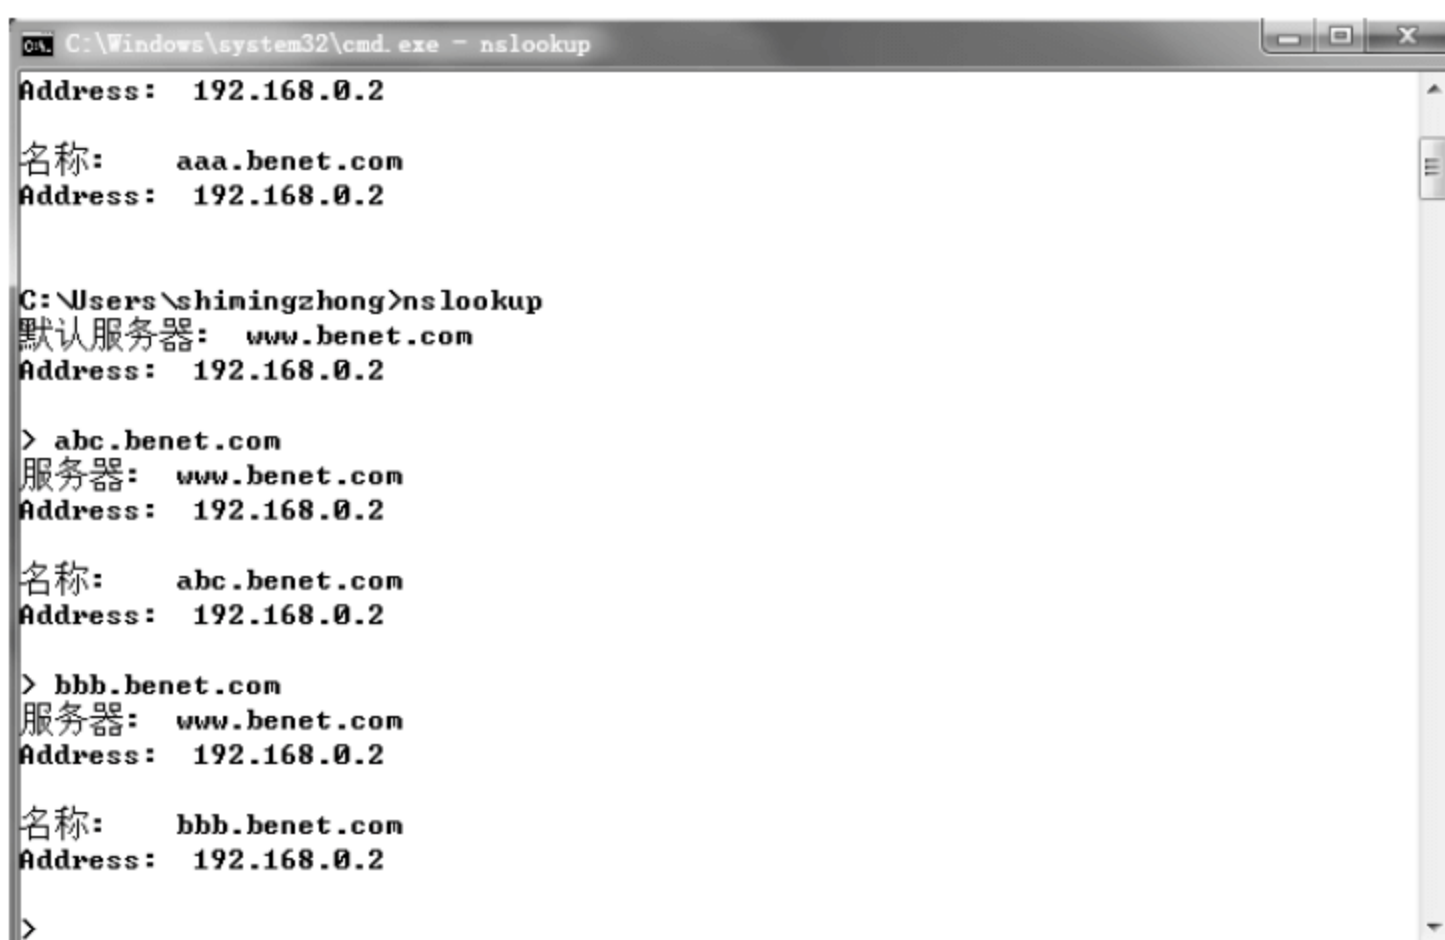 C:\Windows\system32\cmd.exe - nslookup
Address:  192.168.0.2
名称:    aaa.benet.com
Address:  192.168.0.2
C:\Users\shimingzhong>nslookup
默认服务器:  www.benet.com
Address:  192.168.0.2
> abc.benet.com
服务器:  www.benet.com
Address:  192.168.0.2
名称:    abc.benet.com
Address:  192.168.0.2
> bbb.benet.com
服务器:  www.benet.com
Address:  192.168.0.2
名称:    bbb.benet.com
Address:  192.168.0.2
>